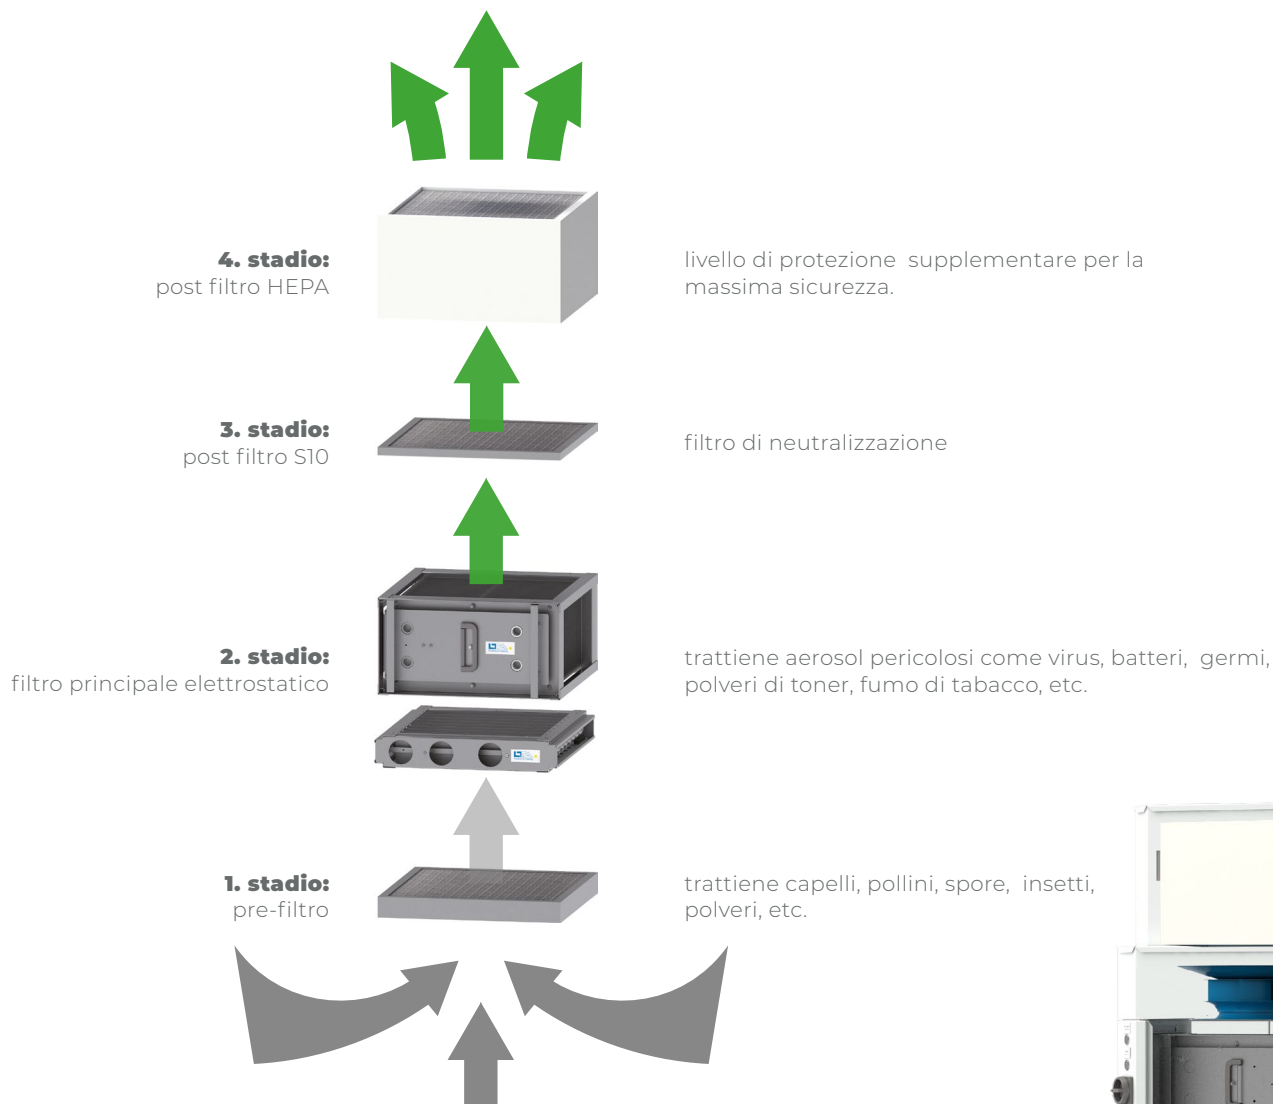 4. stadio:
post filtro HEPA
livello di protezione supplementare per la
massima sicurezza.
3. stadio:
post filtro S10
filtro di neutralizzazione
2. stadio:
filtro principale elettrostatico
trattiene aerosol pericolosi come virus, batteri, germi,
polveri di toner, fumo di tabacco, etc.
1. stadio:
pre-filtro
trattiene capelli, pollini, spore, insetti,
polveri, etc.